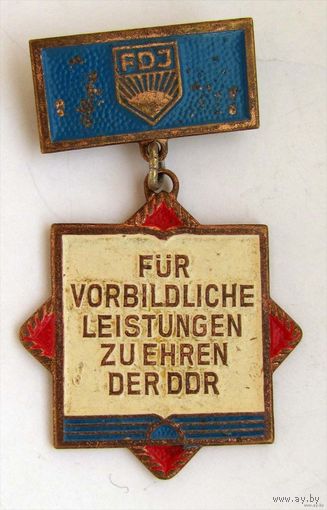 FDJ
FÜR
VORBILDLICHE
LEISTUNGEN
ZU EHREN
DER DDR
www.ay.by